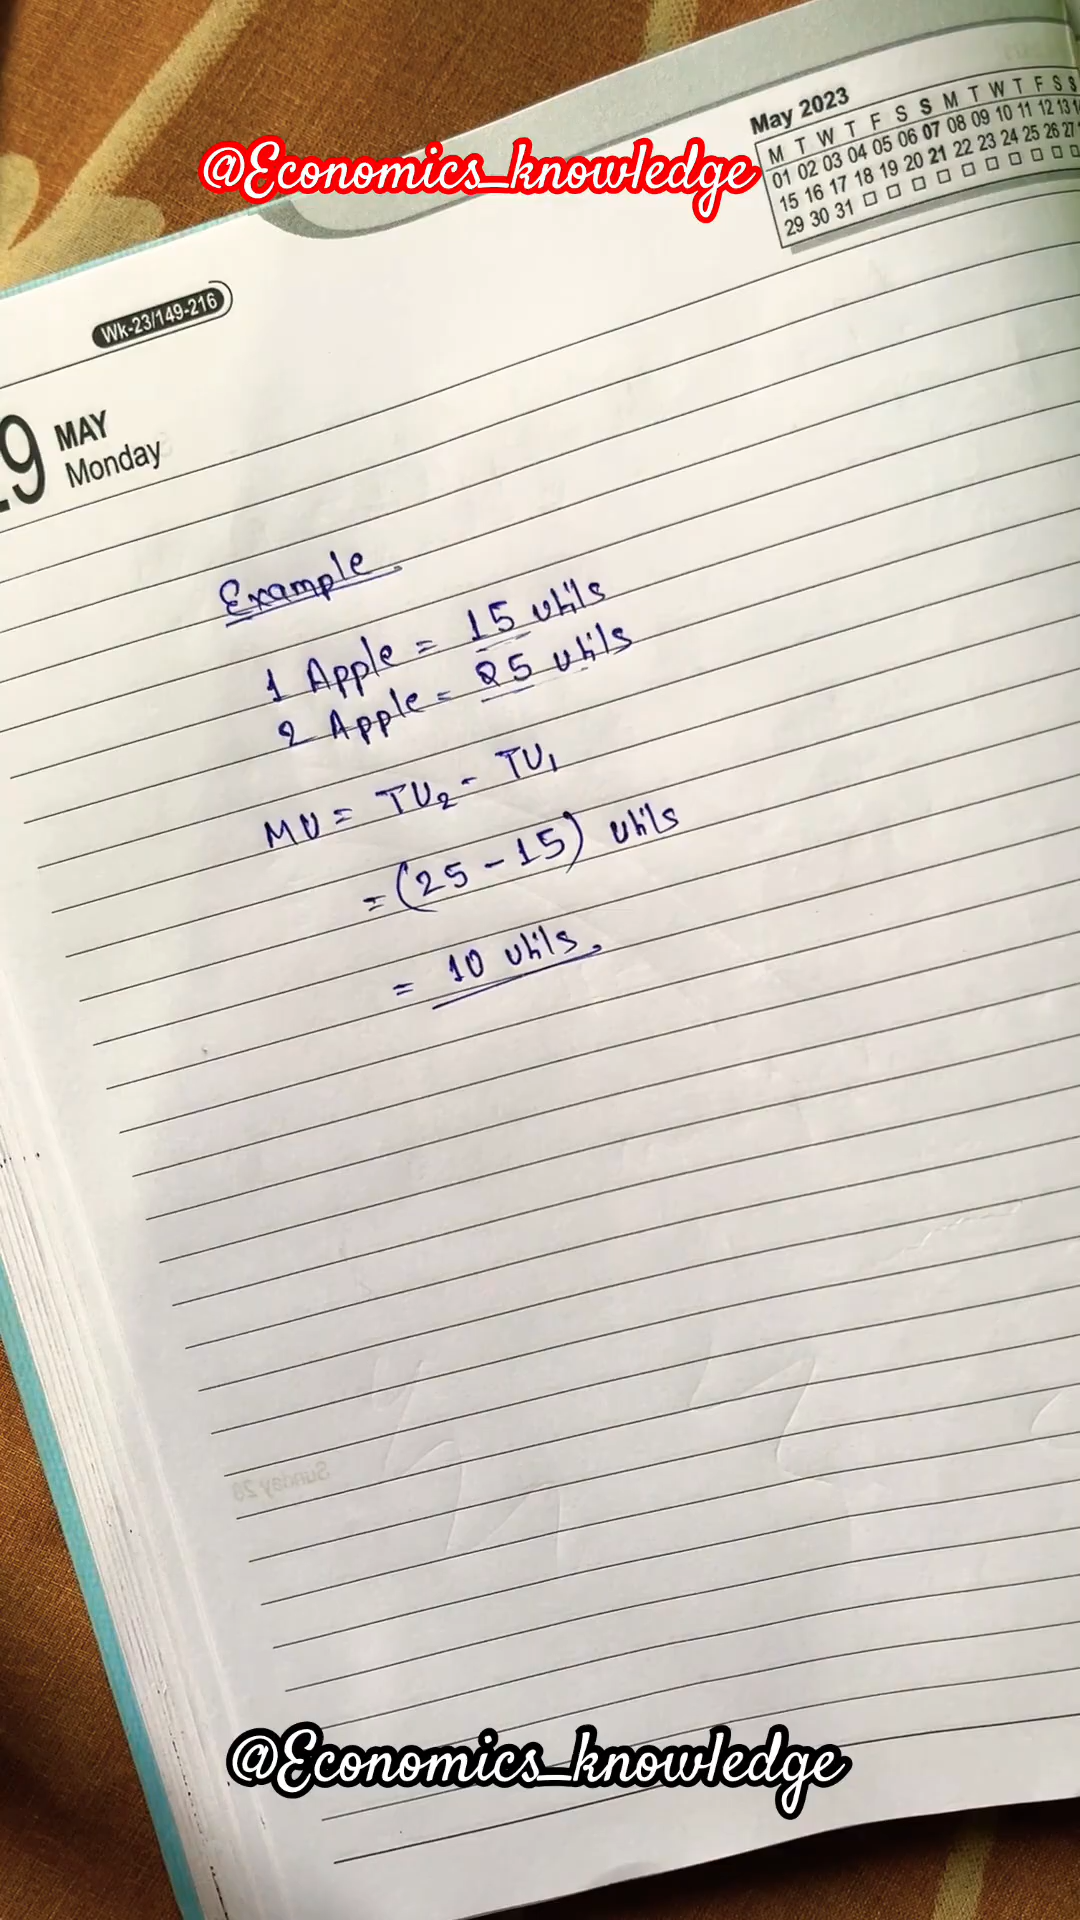 @Economics_knowledge
May 2023
M T W T F S S M T W T F S S
01 02 03 04 05 06 07 08 09 10 11 12 13
15 16 17 18 19 20 21 22 23 24 25 26 27
29 30 31
Wk-23/149-216
MAY
Monday
Example
1 Apple = 15 utils
2 Apple = 25 utils
MU = TU₂ - TU₁
= (25 - 15) utils
= 10 utils.
@Economics_knowledge